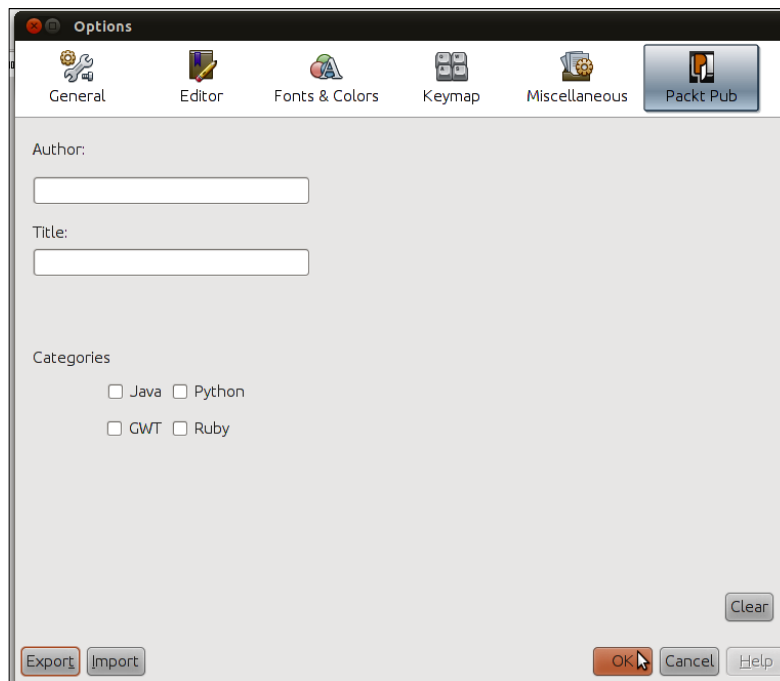 Options
General Editor Fonts & Colors Keymap Miscellaneous Packt Pub
Author:
Title:
Categories
Java Python
GWT Ruby
Clear
Export Import OK Cancel Help